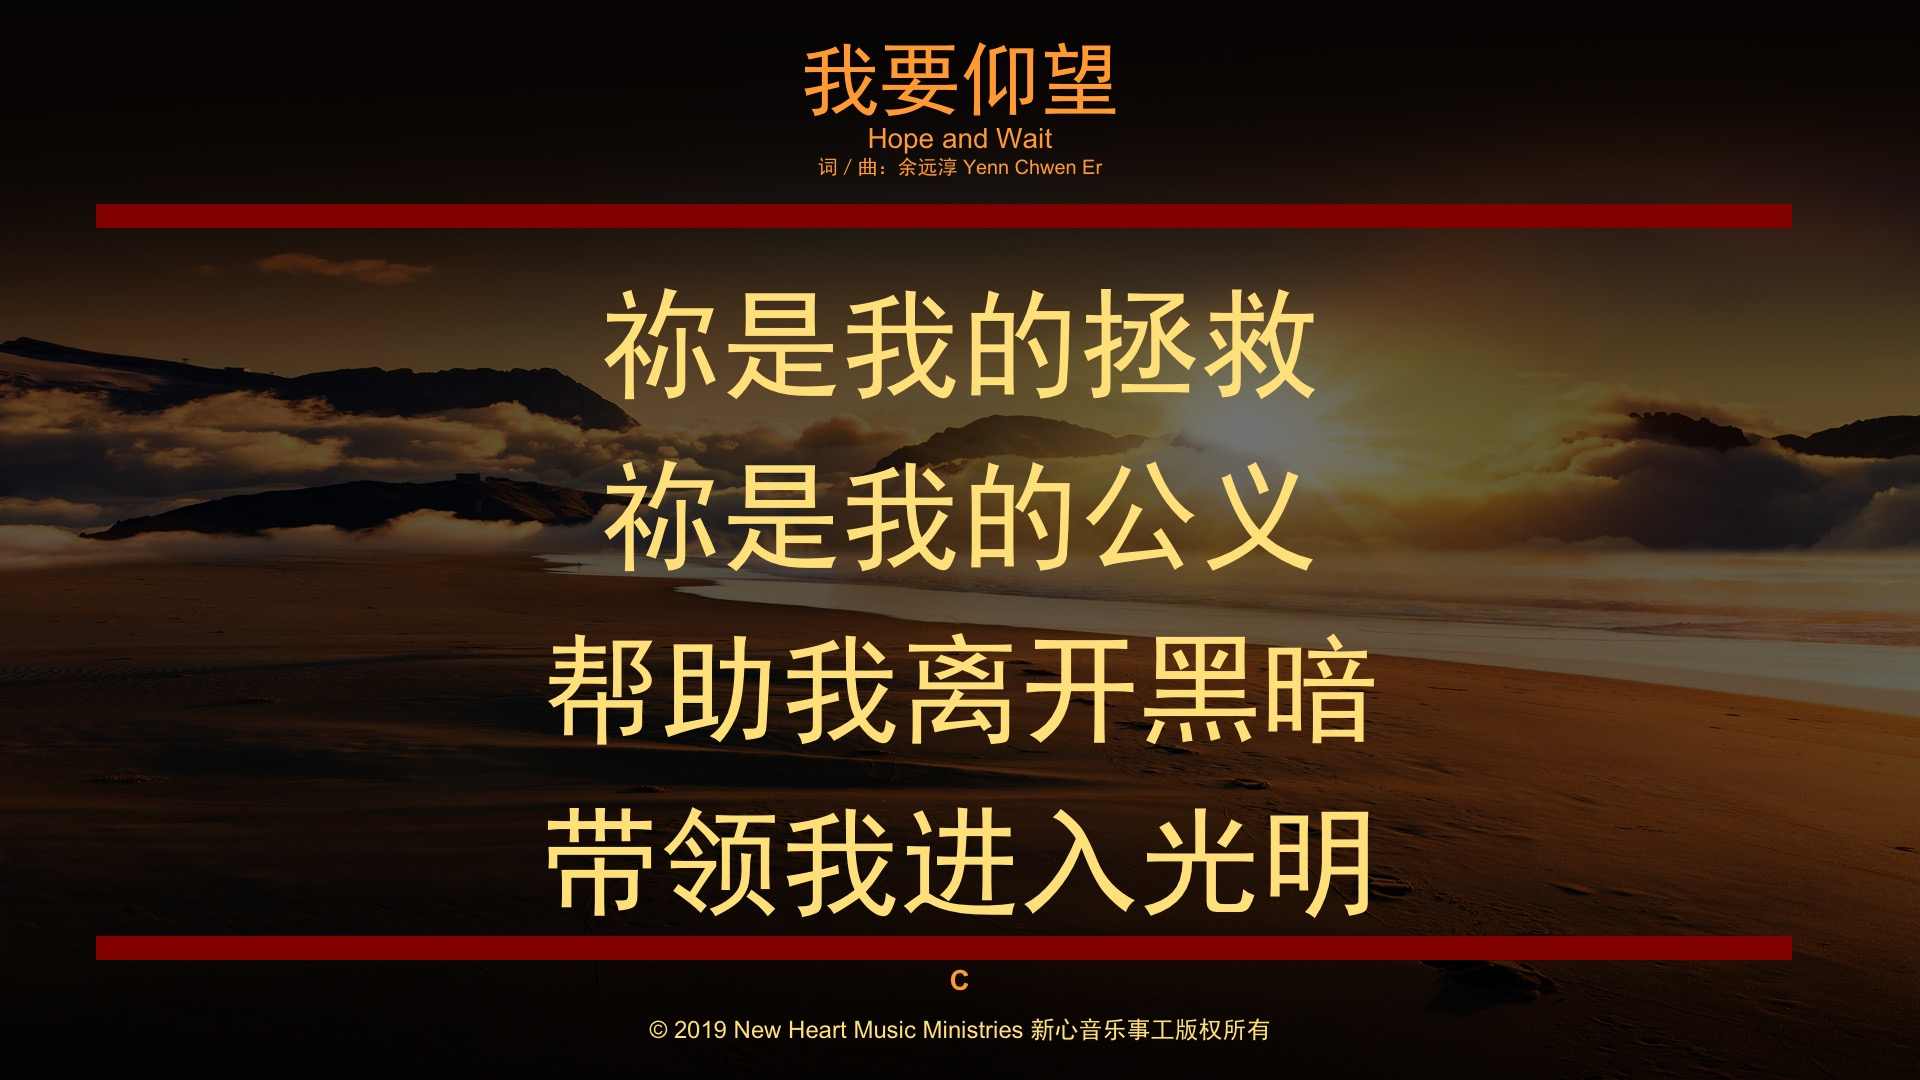 我要仰望
Hope and Wait
词 / 曲：余远淳 Yenn Chwen Er
祢是我的拯救
祢是我的公义
帮助我离开黑暗
带领我进入光明
C
© 2019 New Heart Music Ministries 新心音乐事工版权所有